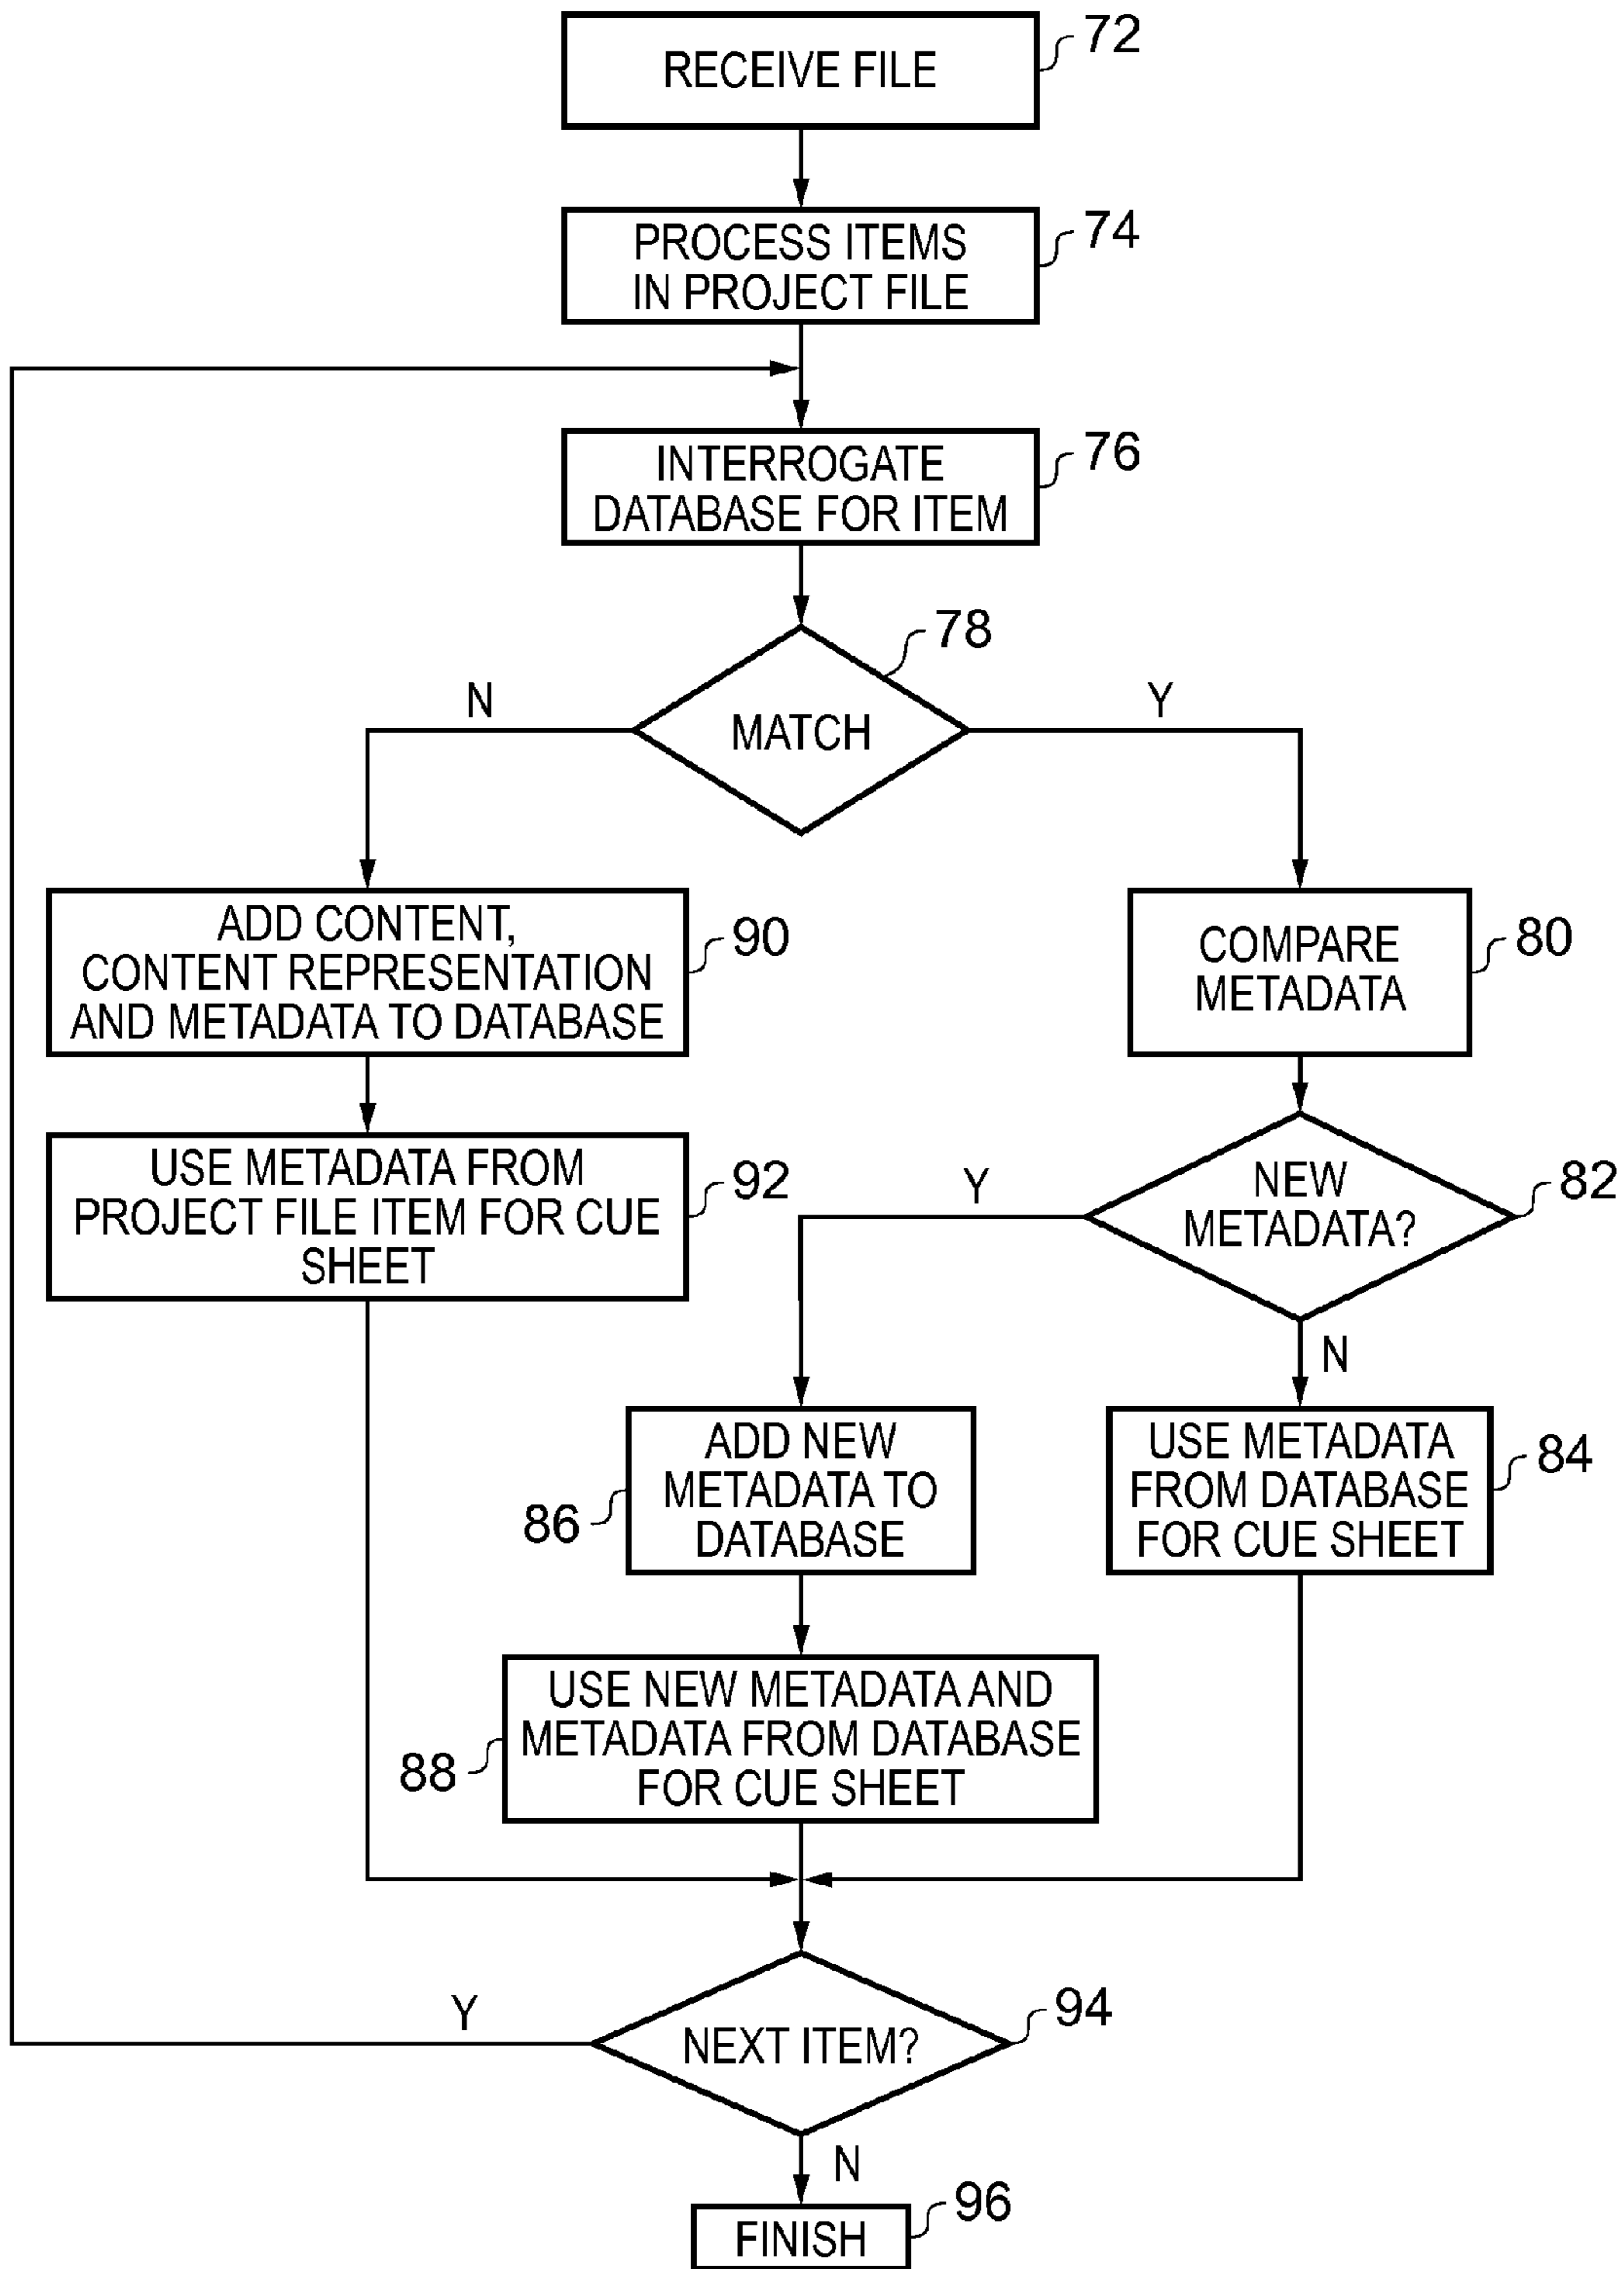 RECEIVE FILE
72
PROCESS ITEMS
IN PROJECT FILE
74
INTERROGATE
DATABASE FOR ITEM
76
MATCH
78
N
Y
ADD CONTENT,
CONTENT REPRESENTATION
AND METADATA TO DATABASE
90
COMPARE
METADATA
80
USE METADATA FROM
PROJECT FILE ITEM FOR CUE
SHEET
92
NEW
METADATA?
82
Y
N
ADD NEW
METADATA TO
DATABASE
86
USE METADATA
FROM DATABASE
FOR CUE SHEET
84
USE NEW METADATA AND
METADATA FROM DATABASE
FOR CUE SHEET
88
NEXT ITEM?
94
Y
N
FINISH
96